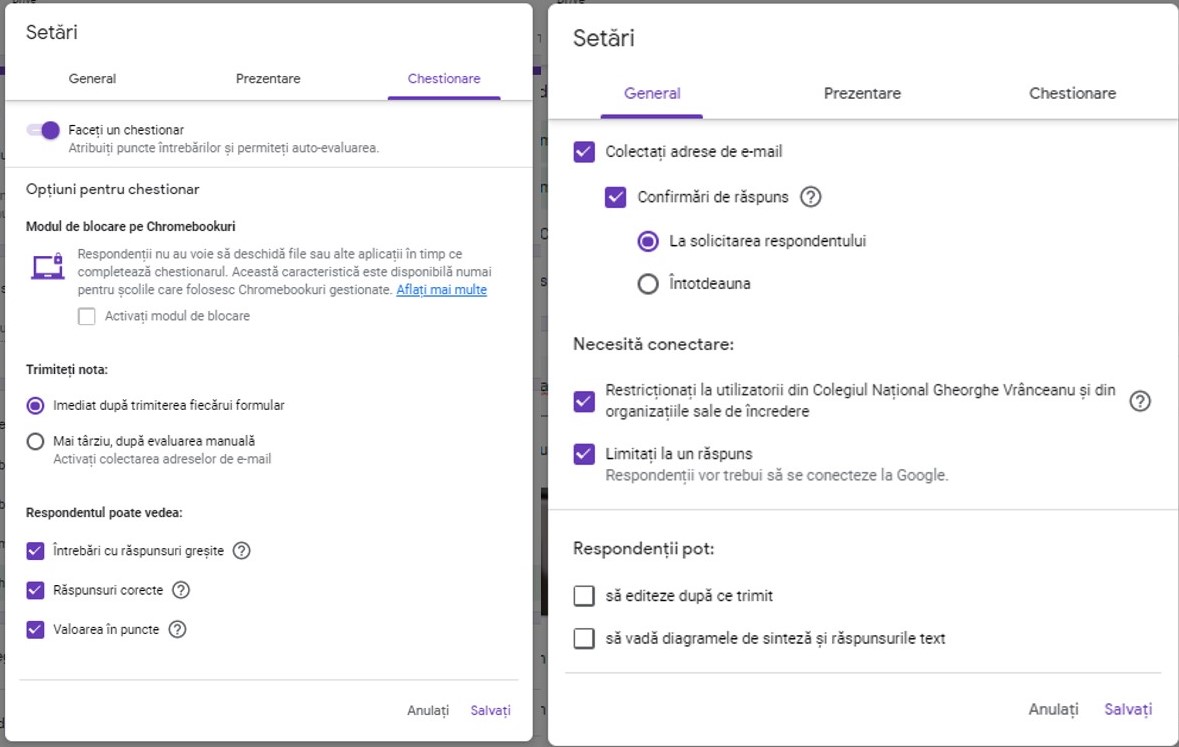 Setări
General Prezentare Chestionare
Faceți un chestionar
Atribuiți puncte întrebărilor și permiteți auto-evaluarea.
Opțiuni pentru chestionar
Modul de blocare pe Chromebookuri
Respondenții nu au voie să deschidă file sau alte aplicații în timp ce
completează chestionarul. Această caracteristică este disponibilă numai
pentru școlile care folosesc Chromebookuri gestionate. Aflați mai multe
Activați modul de blocare
Trimiteți nota:
Imediat după trimiterea fiecărui formular
Mai târziu, după evaluarea manuală
Activați colectarea adreselor de e-mail
Respondentul poate vedea:
Întrebări cu răspunsuri greșite
Răspunsuri corecte
Valoarea în puncte
Anulați Salvați
Setări
General Prezentare Chestionare
Colectați adrese de e-mail
Confirmări de răspuns
La solicitarea respondentului
Întotdeauna
Necesită conectare:
Restricționați la utilizatorii din Colegiul Național Gheorghe Vrânceanu și din
organizațiile sale de încredere
Limitați la un răspuns
Respondenții vor trebui să se conecteze la Google.
Respondenții pot:
să editeze după ce trimit
să vadă diagramele de sinteză și răspunsurile text
Anulați Salvați